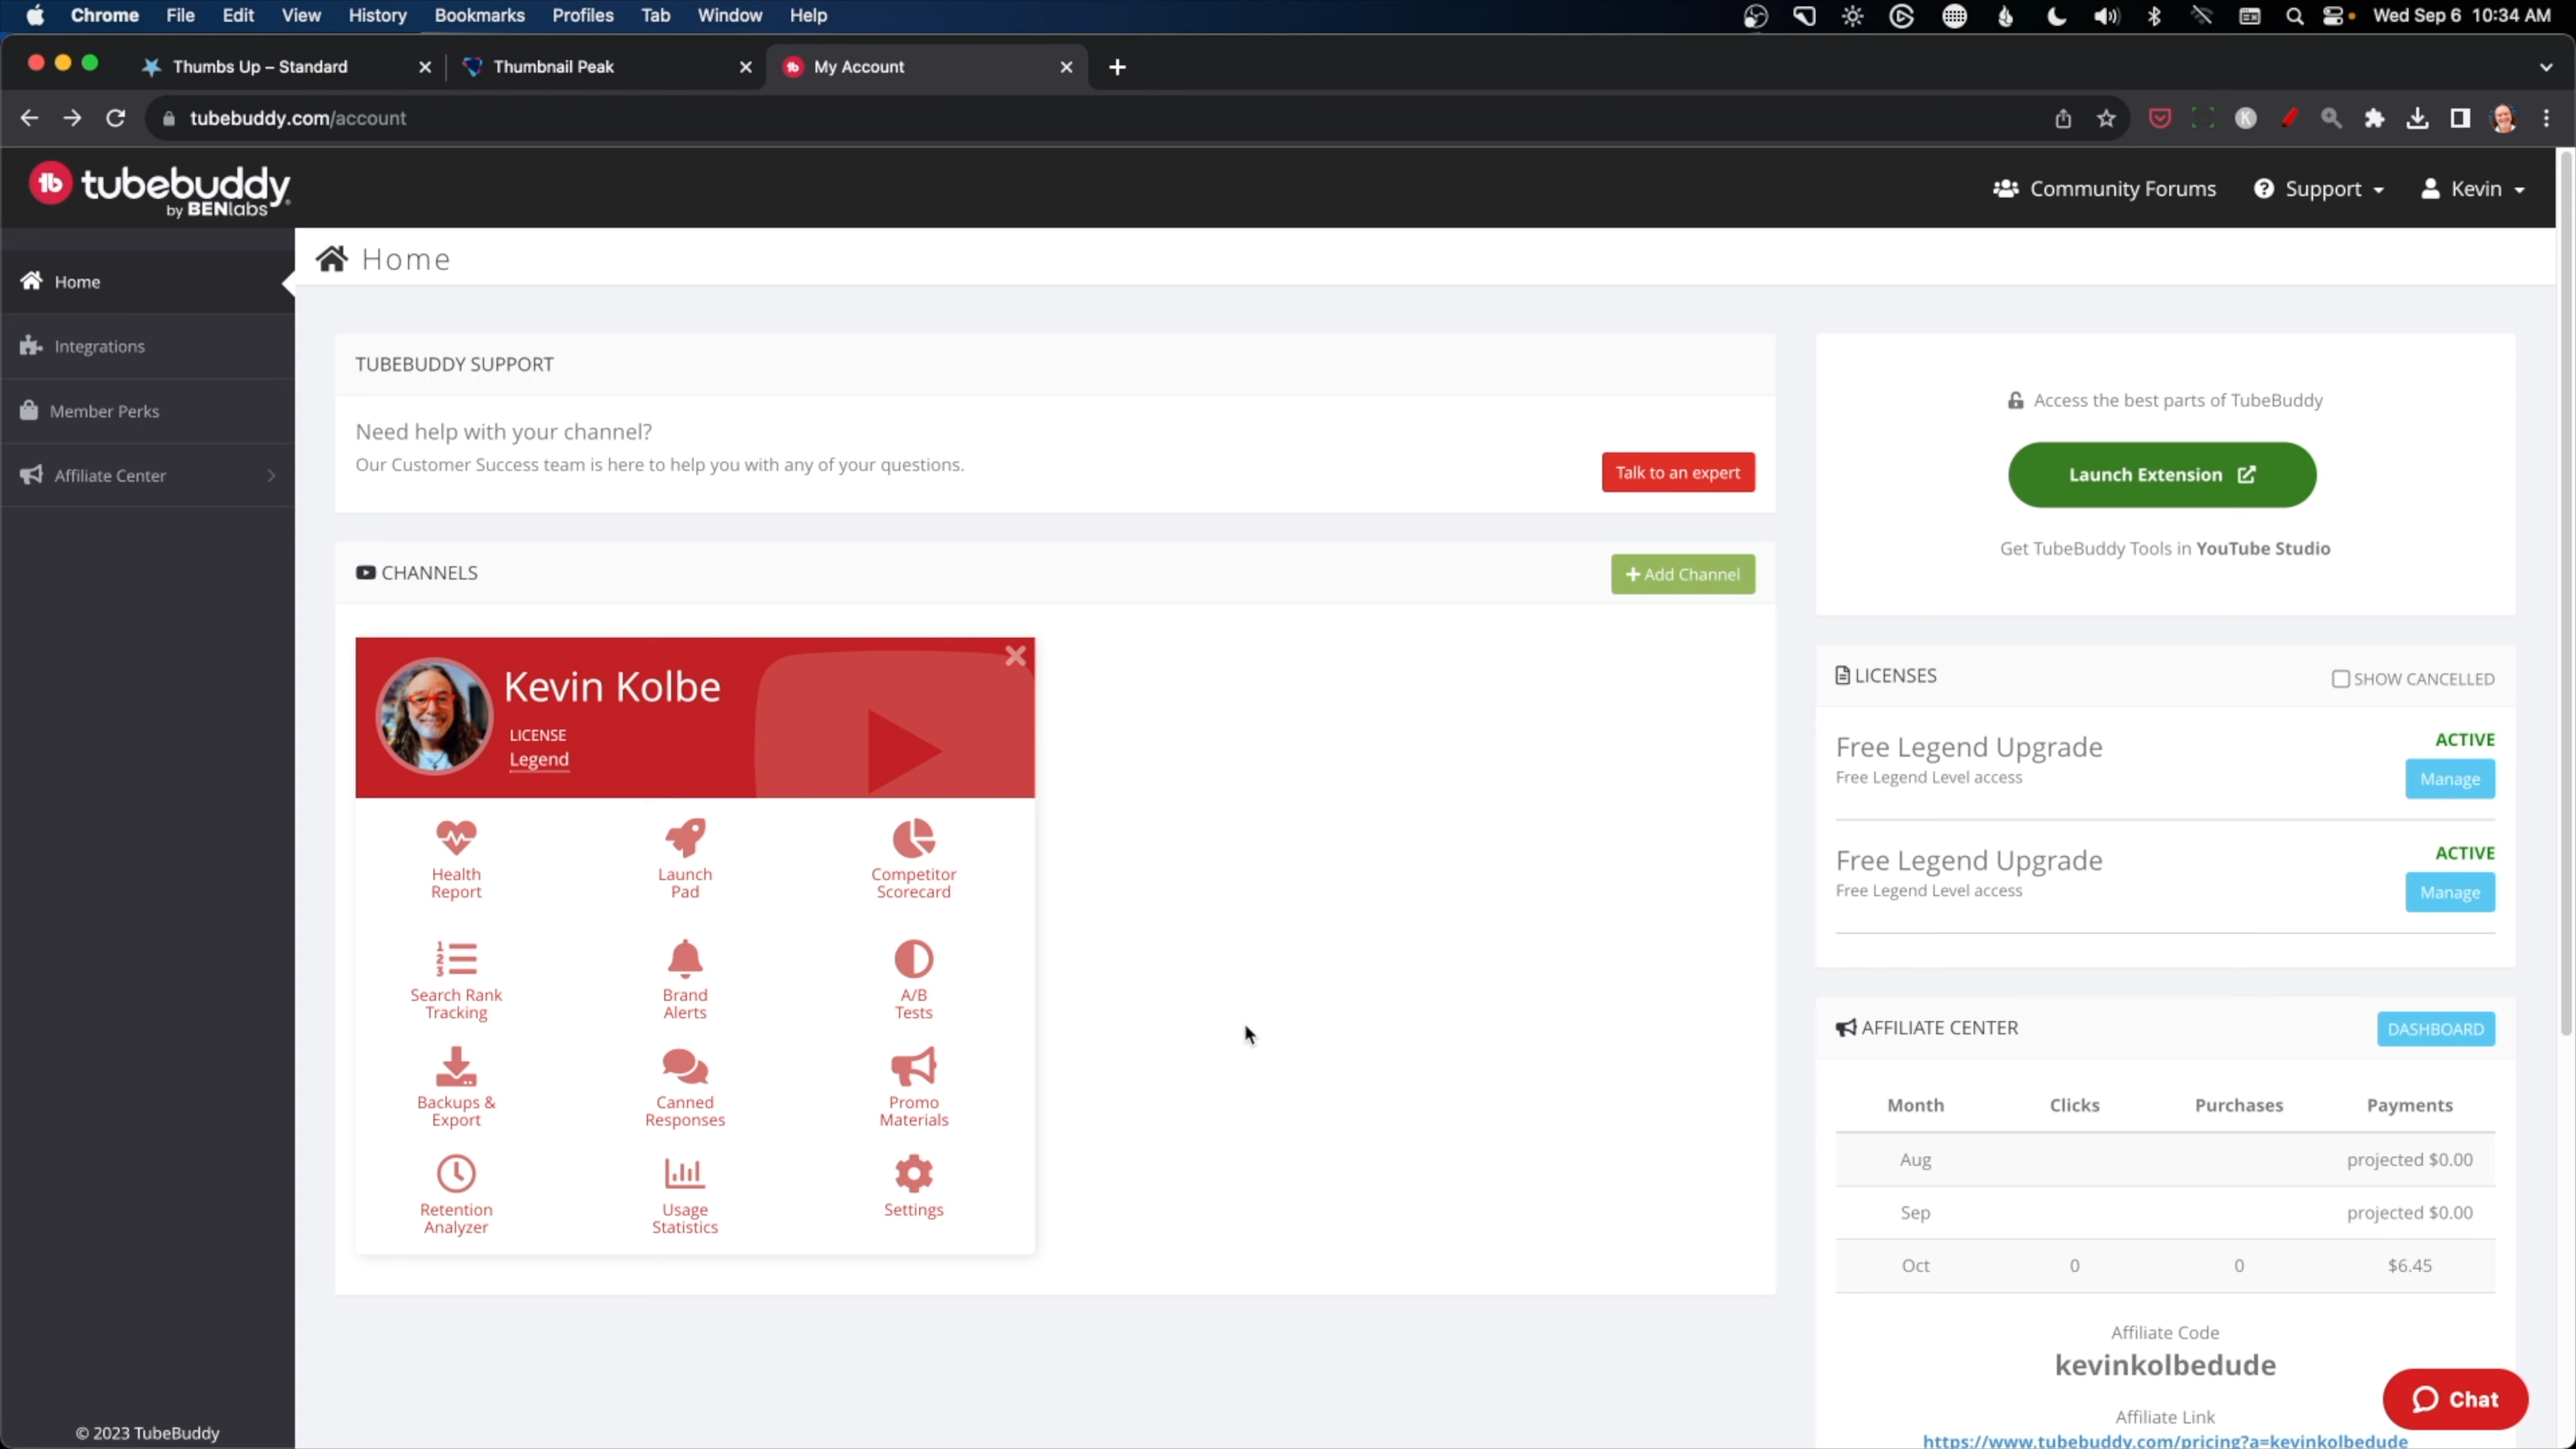 Chrome File Edit View History Bookmarks Profiles Tab Window Help Wed Sep 6 10:34 AM
Thumbs Up – Standard Thumbnail Peak My Account
tubebuddy.com/account
tubebuddy
by BENlabs
Community Forums Support Kevin
Home
Integrations
Member Perks
Affiliate Center
© 2023 TubeBuddy
Home
TUBEBUDDY SUPPORT
Need help with your channel?
Our Customer Success team is here to help you with any of your questions.
Talk to an expert
CHANNELS
Add Channel
Kevin Kolbe
LICENSE
Legend
Health
Report
Launch
Pad
Competitor
Scorecard
Search Rank
Tracking
Brand
Alerts
A/B
Tests
Backups &
Export
Canned
Responses
Promo
Materials
Retention
Analyzer
Usage
Statistics
Settings
Access the best parts of TubeBuddy
Launch Extension
Get TubeBuddy Tools in YouTube Studio
LICENSES SHOW CANCELLED
Free Legend Upgrade ACTIVE
Free Legend Level access Manage
Free Legend Upgrade ACTIVE
Free Legend Level access Manage
AFFILIATE CENTER DASHBOARD
Month Clicks Purchases Payments
Aug projected $0.00
Sep projected $0.00
Oct 0 0 $6.45
Affiliate Code
kevinkolbedude
Affiliate Link
https://www.tubebuddy.com/pricing?a=kevinkolbedude
Chat